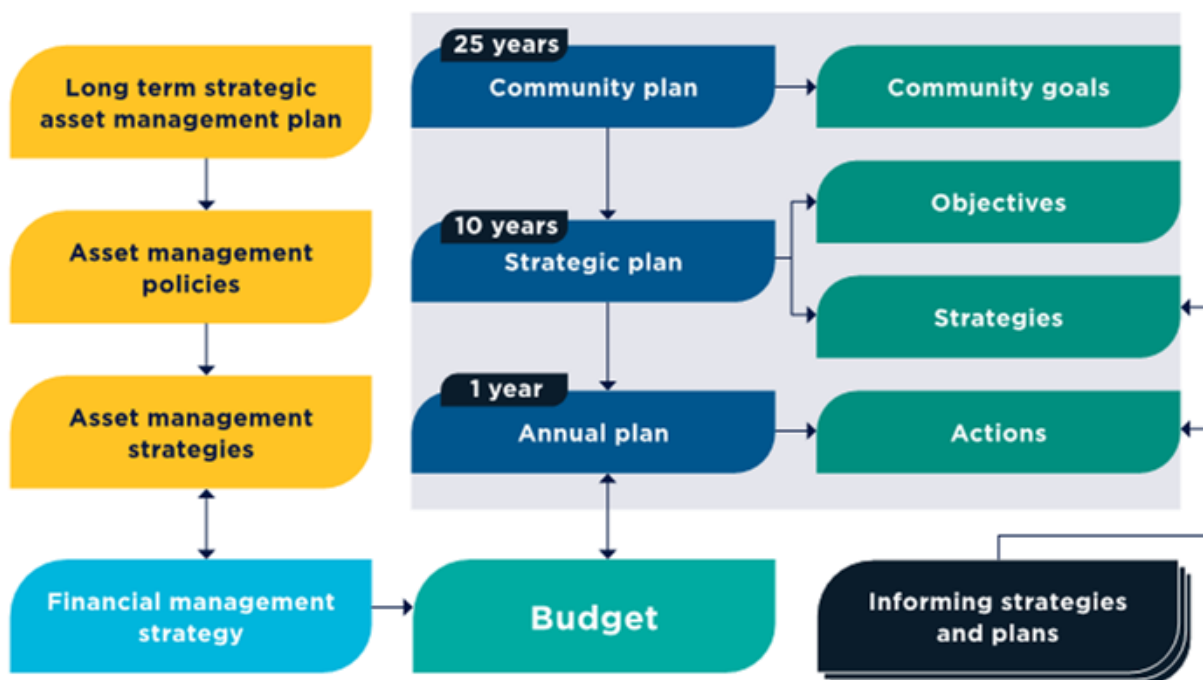 Long term strategic
asset management plan
Asset management
policies
Asset management
strategies
Financial management
strategy
25 years
Community plan
Community goals
10 years
Strategic plan
Objectives
Strategies
1 year
Annual plan
Actions
Budget
Informing strategies
and plans